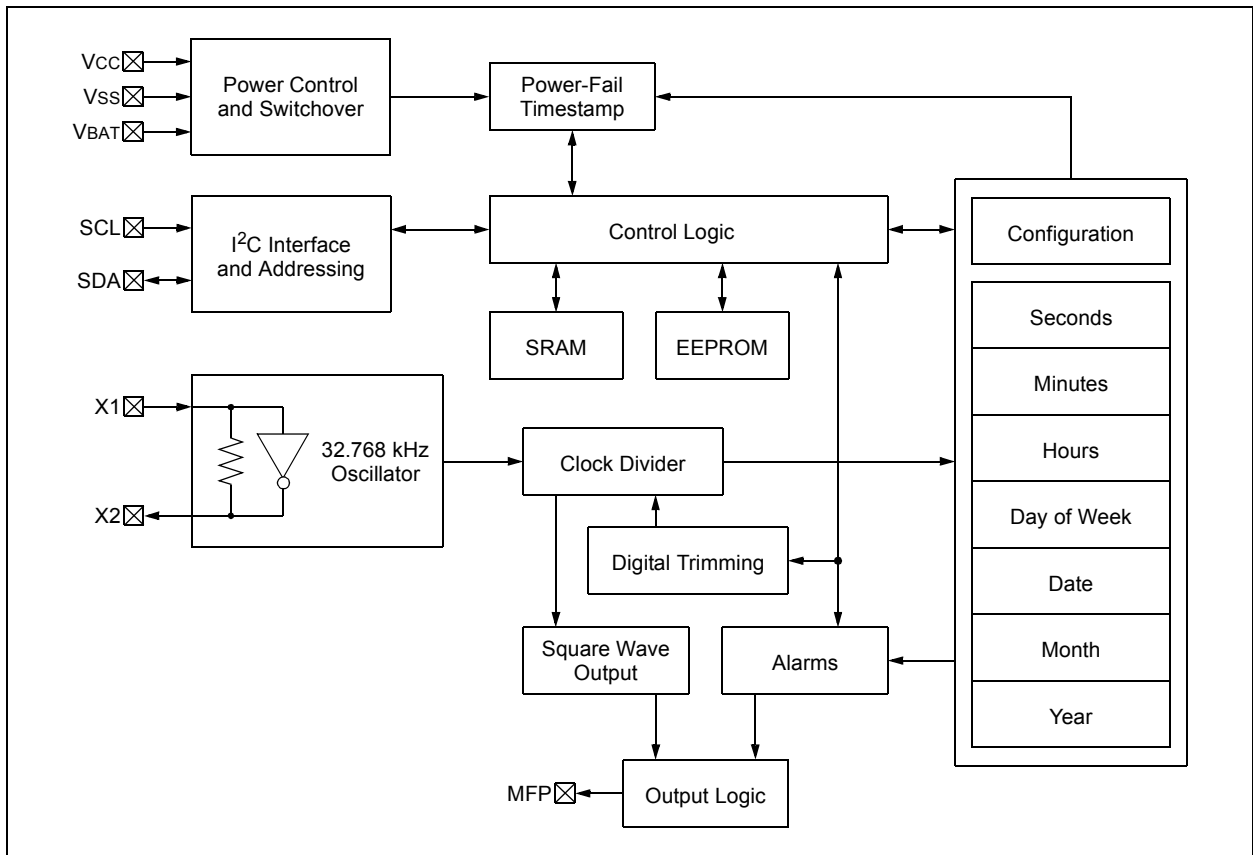 VCC
VSS
VBAT
Power Control
and Switchover
Power-Fail
Timestamp
SCL
SDA
I²C Interface
and Addressing
Control Logic
Configuration
SRAM
EEPROM
Seconds
Minutes
Hours
Day of Week
Date
Month
Year
X1
X2
32.768 kHz
Oscillator
Clock Divider
Digital Trimming
Square Wave
Output
Alarms
MFP
Output Logic